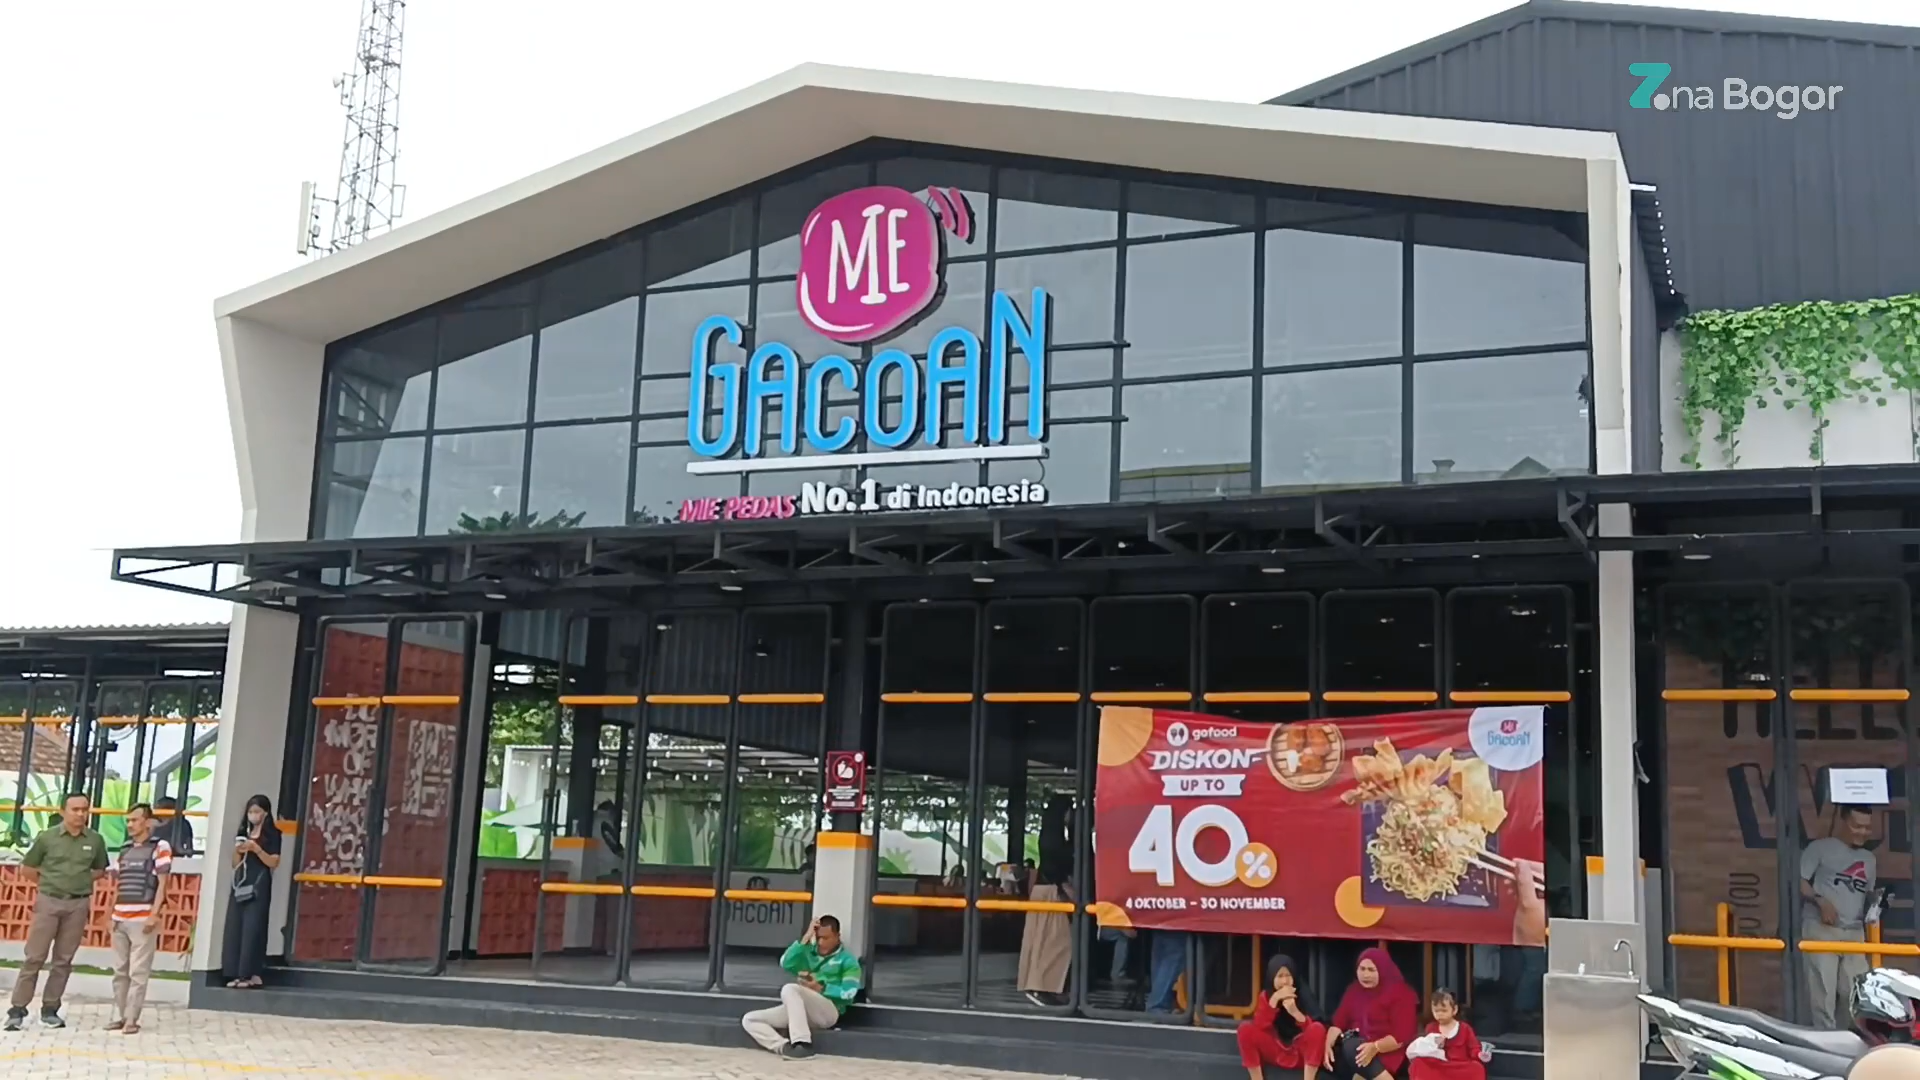 Zona Bogor
MIE
GACOAN
MIE PEDAS No.1 di Indonesia
gofood
DISKON
UP TO
40%
4 OKTOBER - 30 NOVEMBER
MIE
GACOAN
GACOAN
HELLO